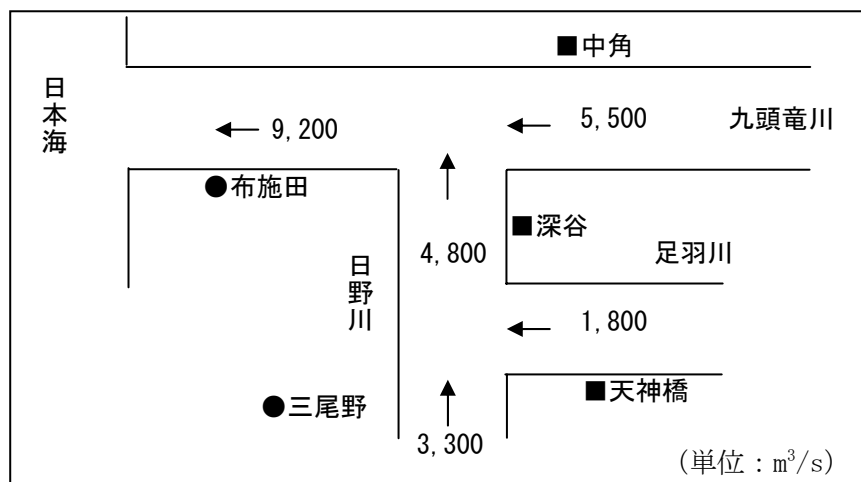 ■中角
日本海
← 9,200
← 5,500
九頭竜川
●布施田
■深谷
4,800
足羽川
日野川
← 1,800
●三尾野
■天神橋
3,300
(単位：m³/s)